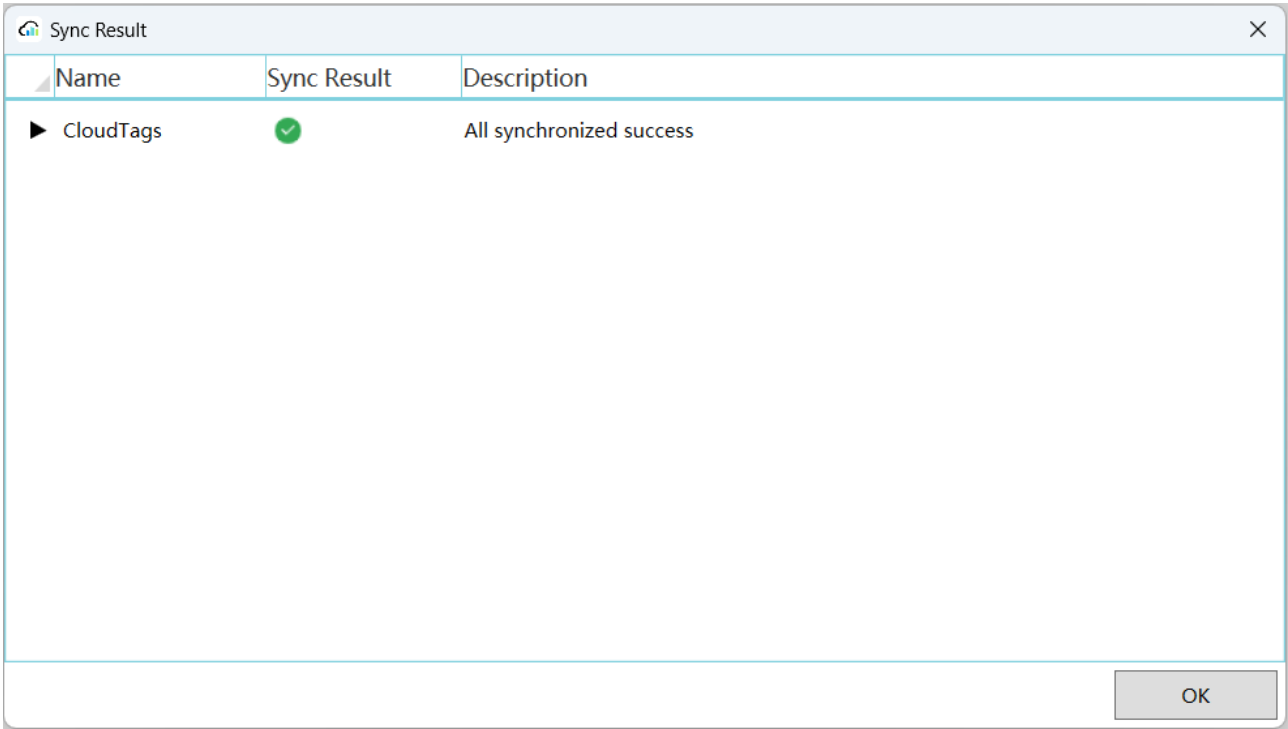 Sync Result
Name Sync Result Description
CloudTags All synchronized success
OK